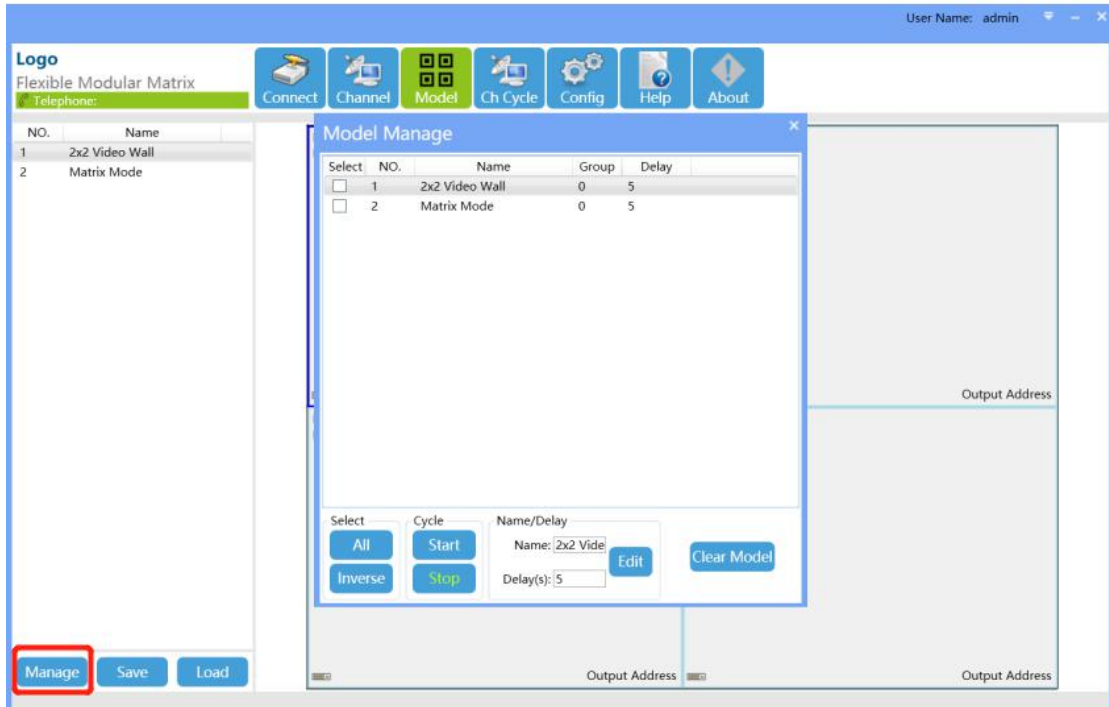 User Name: admin
Logo
Flexible Modular Matrix
Telephone:
Connect Channel Model Ch Cycle Config Help About
NO. Name
1 2x2 Video Wall
2 Matrix Mode
Model Manage
Select NO. Name Group Delay
1 2x2 Video Wall 0 5
2 Matrix Mode 0 5
Output Address
Select Cycle Name/Delay
All Start Name: 2x2 Vide Edit Clear Model
Inverse Stop Delay(s): 5
Manage Save Load
Output Address Output Address